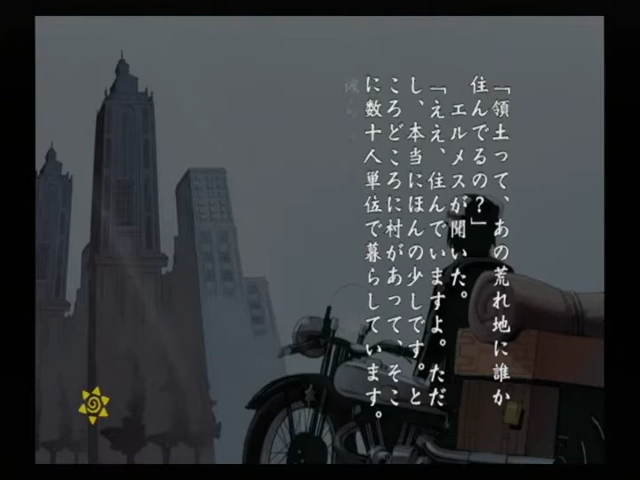 「領土って、あの荒れ地に誰か
住んでるの？」
　エルメスが聞いた。
「ええ、住んでいますよ。ただ
し、本当にほんの少しです。と
ころどころに村があって、そこ
に数十人単位で暮らしています。
彼ら